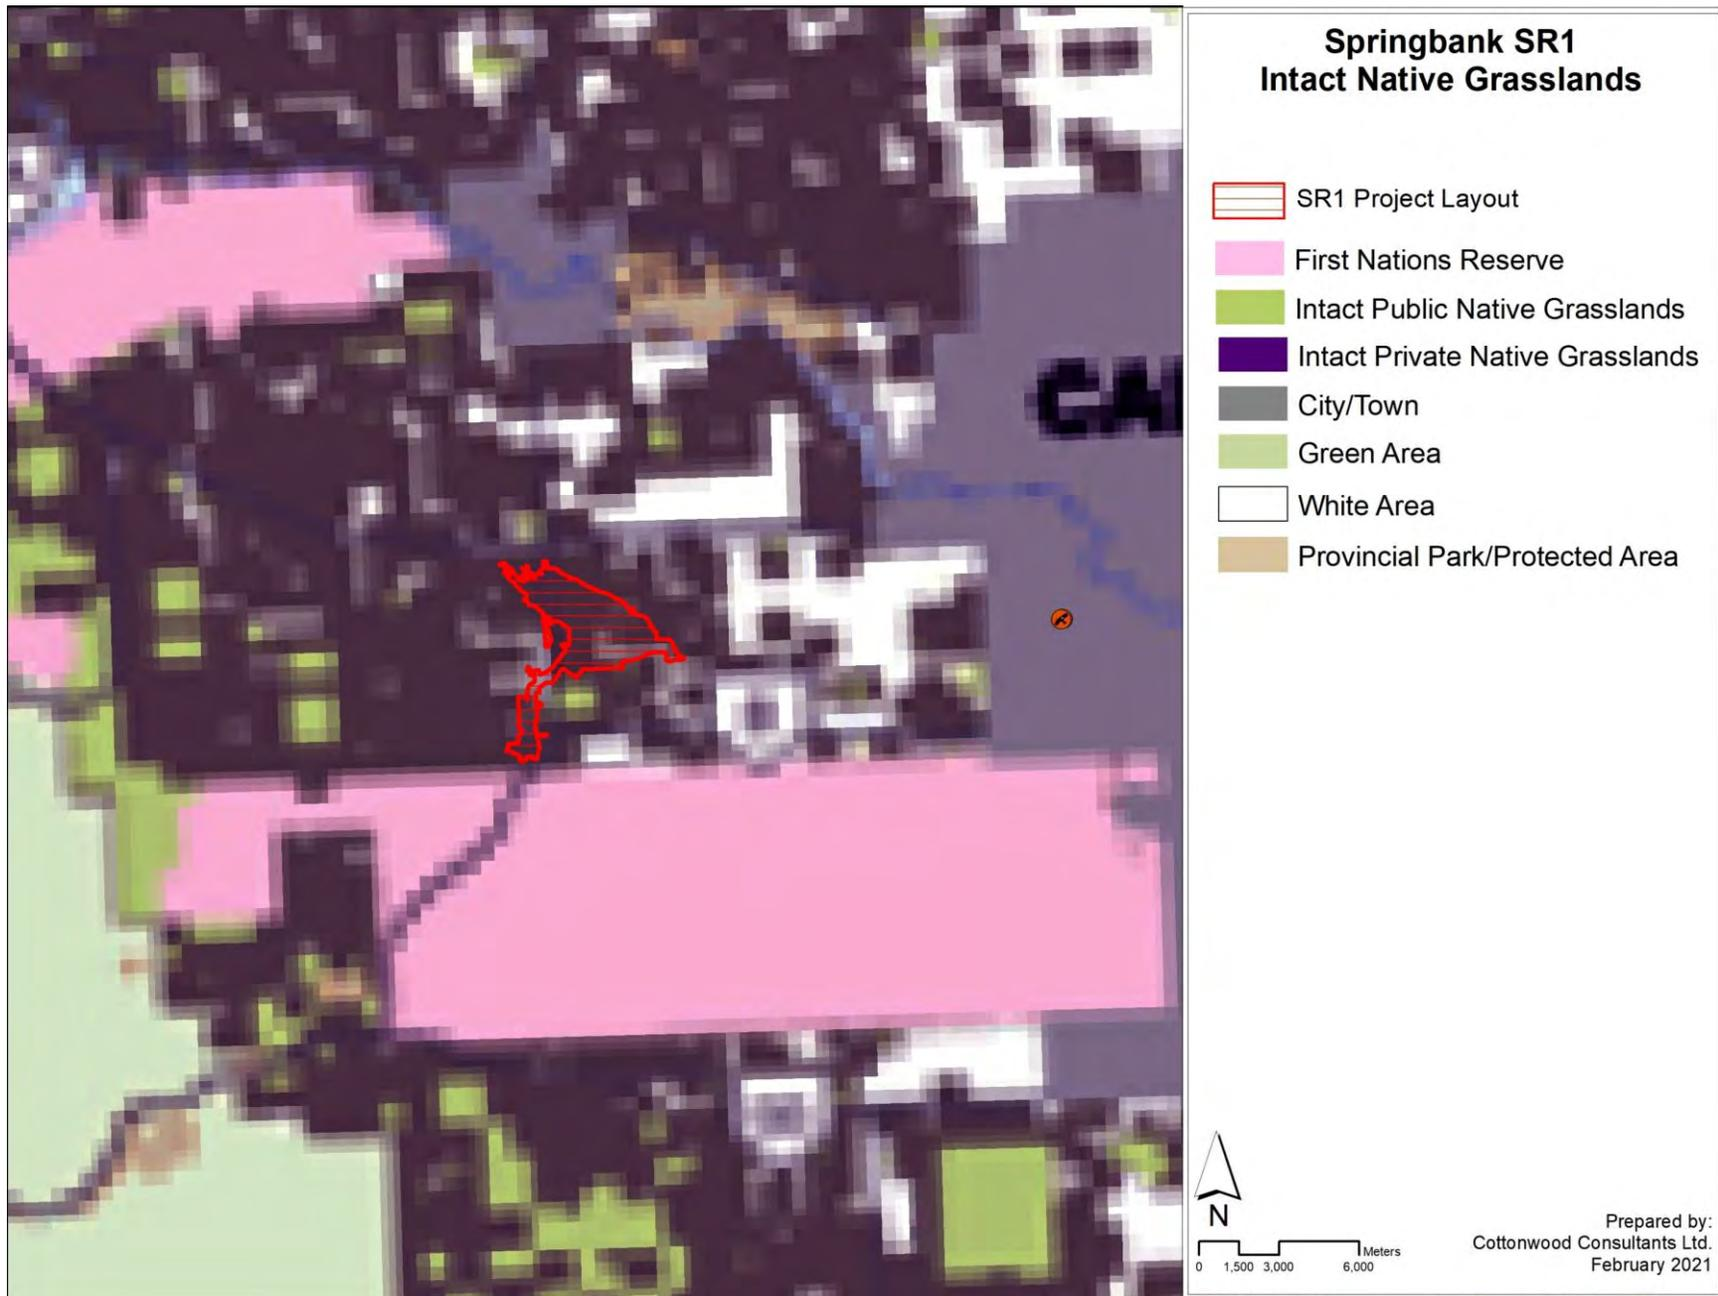 Springbank SR1
Intact Native Grasslands
SR1 Project Layout
First Nations Reserve
Intact Public Native Grasslands
Intact Private Native Grasslands
City/Town
Green Area
White Area
Provincial Park/Protected Area
CAL
N
Meters
0 1,500 3,000 6,000
Prepared by:
Cottonwood Consultants Ltd.
February 2021